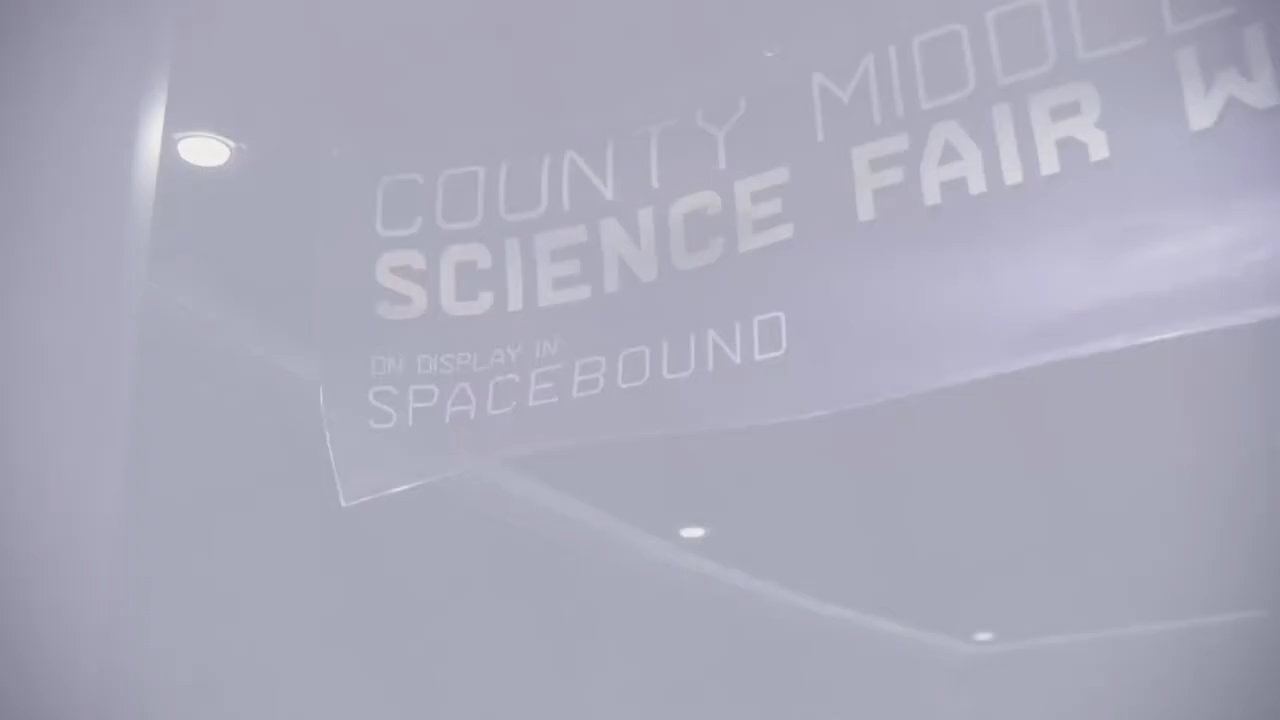 COUNTY MIDDLE
SCIENCE FAIR W
ON DISPLAY IN
SPACEBOUND